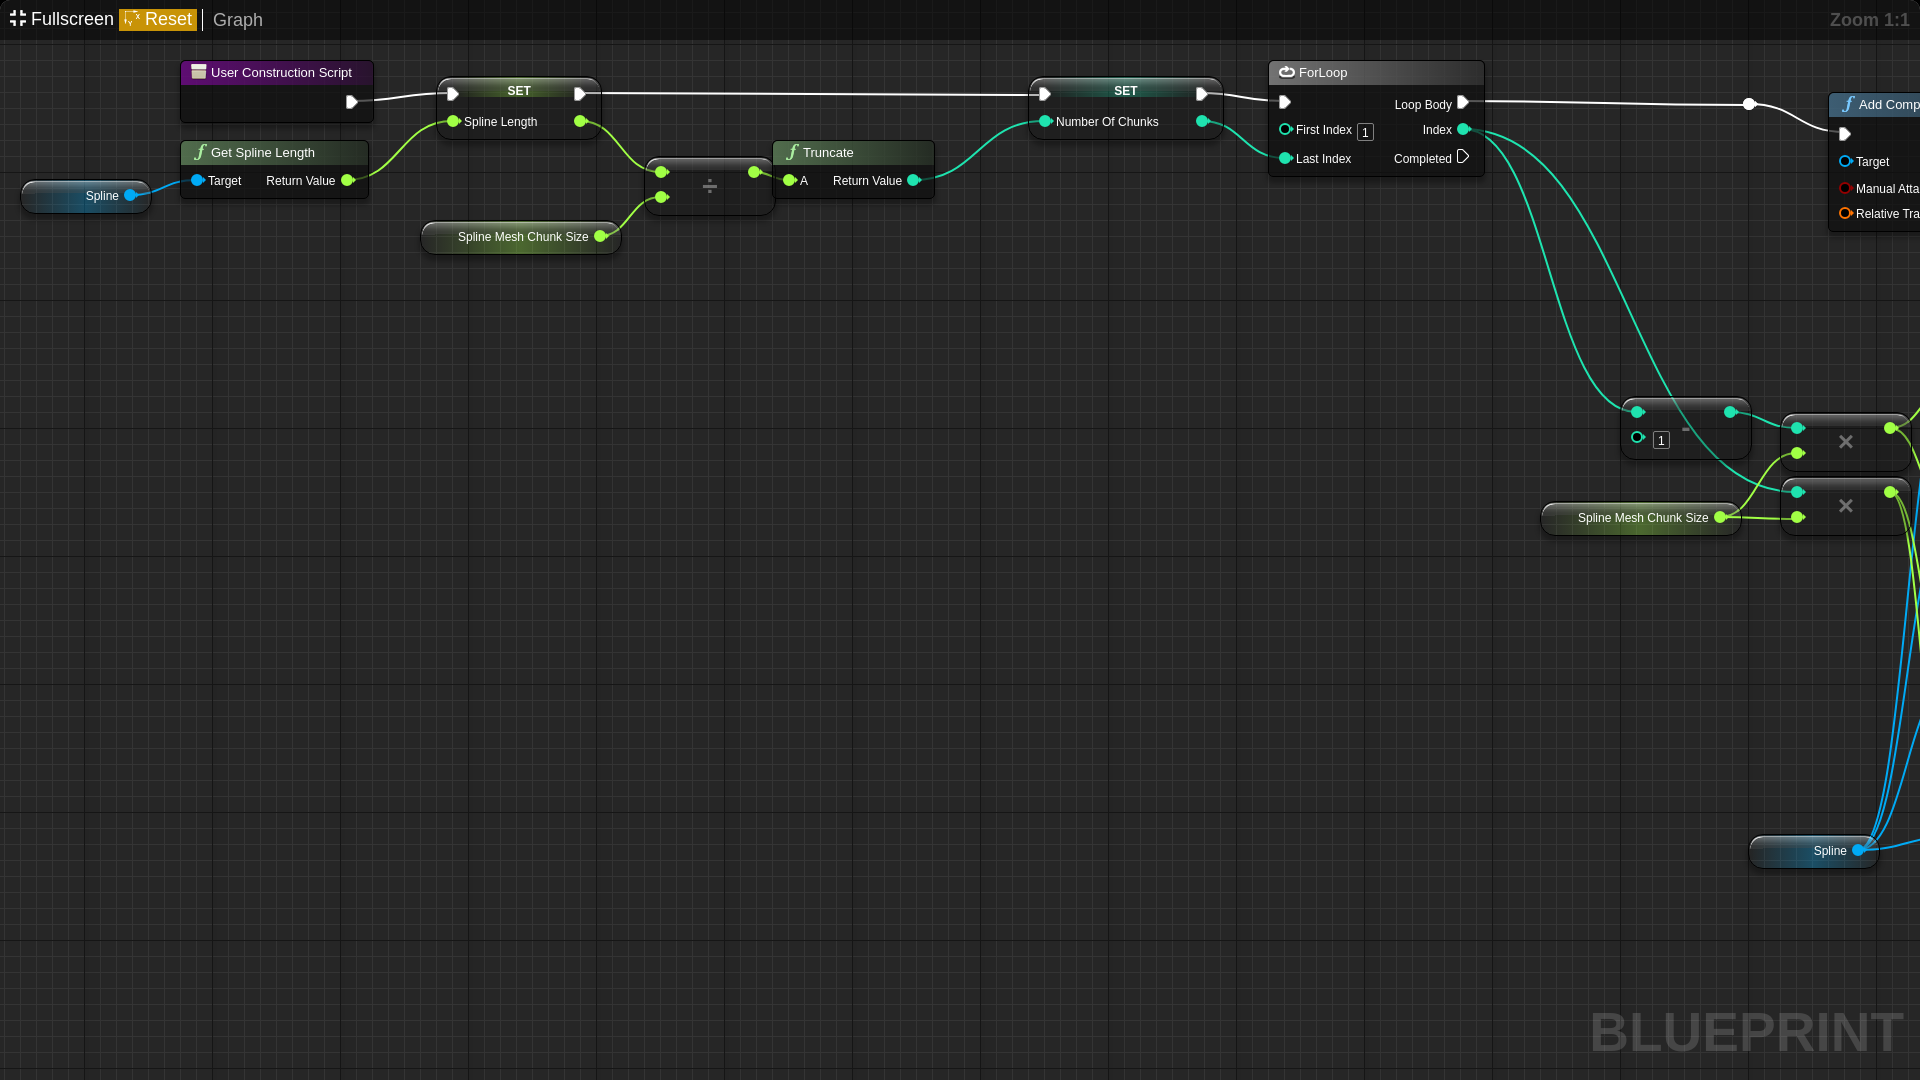 Fullscreen Reset Graph
Zoom 1:1
User Construction Script
Get Spline Length
Target Return Value
Spline
SET
Spline Length
Spline Mesh Chunk Size
÷
Truncate
A Return Value
SET
Number Of Chunks
ForLoop
Loop Body
First Index 1 Index
Last Index Completed
Add Comp
Target
Manual Atta
Relative Tra
-
1
×
×
Spline Mesh Chunk Size
Spline
BLUEPRINT